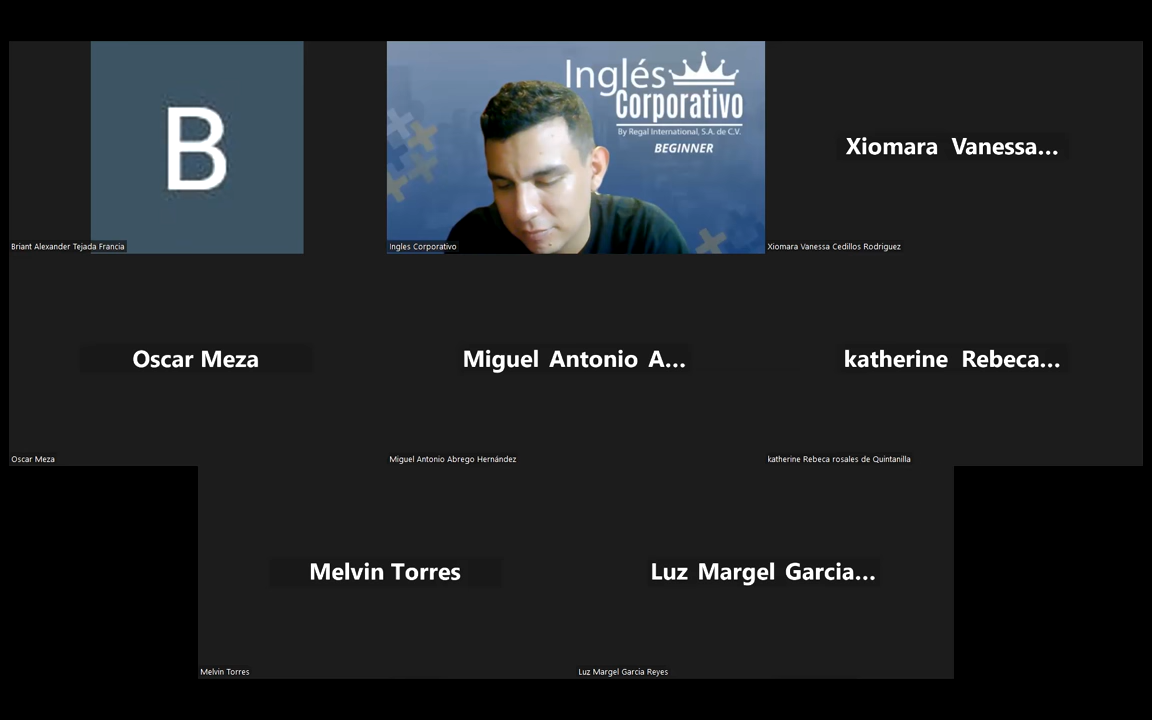 B
Briant Alexander Tejada Francia
Inglés
Corporativo
By Regal International, S.A. de C.V.
BEGINNER
Ingles Corporativo
Xiomara Vanessa...
Xiomara Vanessa Cedillos Rodriguez
Oscar Meza
Oscar Meza
Miguel Antonio A...
Miguel Antonio Abrego Hernández
katherine Rebeca...
katherine Rebeca rosales de Quintanilla
Melvin Torres
Melvin Torres
Luz Margel Garcia...
Luz Margel Garcia Reyes